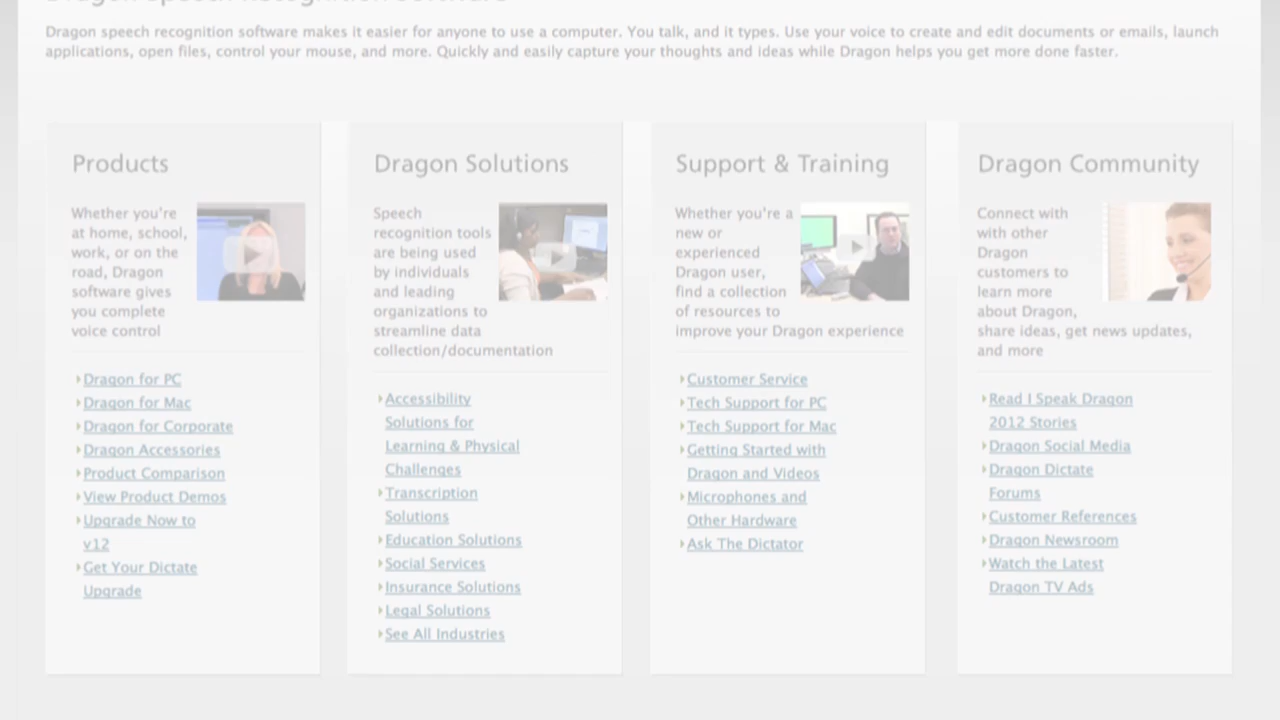 Dragon Speech Recognition Software
Dragon speech recognition software makes it easier for anyone to use a computer. You talk, and it types. Use your voice to create and edit documents or emails, launch
applications, open files, control your mouse, and more. Quickly and easily capture your thoughts and ideas while Dragon helps you get more done faster.
Products
Whether you're
at home, school,
work, or on the
road, Dragon
software gives
you complete
voice control
Dragon for PC
Dragon for Mac
Dragon for Corporate
Dragon Accessories
Product Comparison
View Product Demos
Upgrade Now to
v12
Get Your Dictate
Upgrade
Dragon Solutions
Speech
recognition tools
are being used
by individuals
and leading
organizations to
streamline data
collection/documentation
Accessibility
Solutions for
Learning & Physical
Challenges
Transcription
Solutions
Education Solutions
Social Services
Insurance Solutions
Legal Solutions
See All Industries
Support & Training
Whether you're a
new or
experienced
Dragon user,
find a collection
of resources to
improve your Dragon experience
Customer Service
Tech Support for PC
Tech Support for Mac
Getting Started with
Dragon and Videos
Microphones and
Other Hardware
Ask The Dictator
Dragon Community
Connect with
with other
Dragon
customers to
learn more
about Dragon,
share ideas, get news updates,
and more
Read I Speak Dragon
2012 Stories
Dragon Social Media
Dragon Dictate
Forums
Customer References
Dragon Newsroom
Watch the Latest
Dragon TV Ads